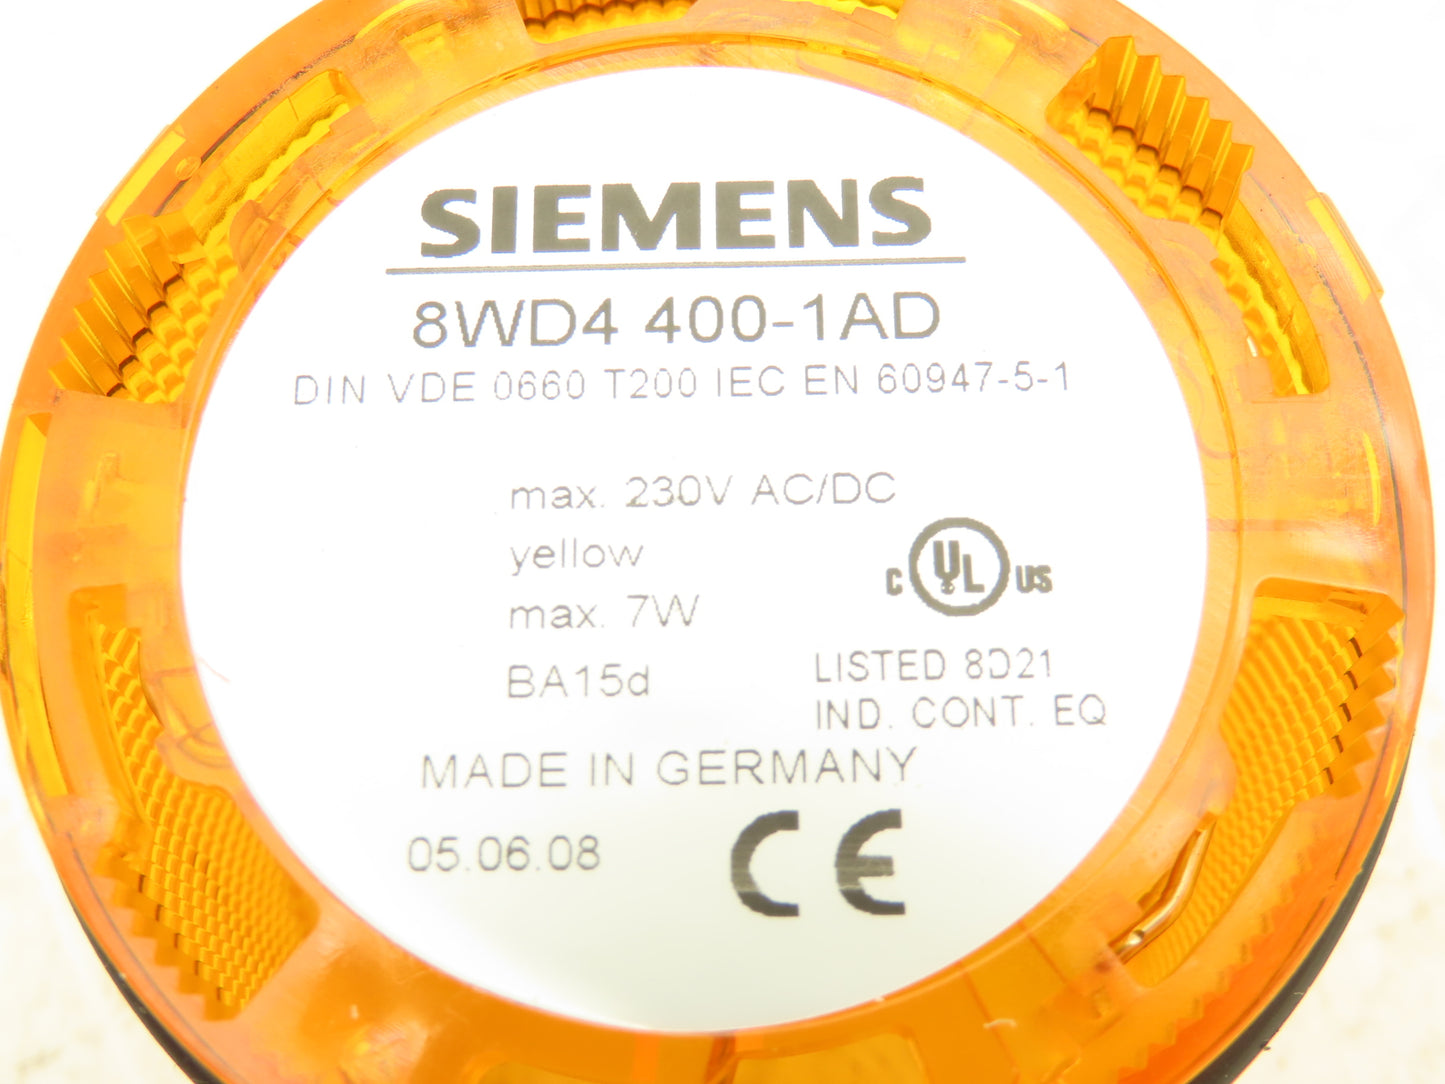 SIEMENS
8WD4 400-1AD
DIN VDE 0660 T200 IEC EN 60947-5-1
max. 230V AC/DC
yellow
max. 7W
BA15d
C UL US
LISTED 8D21
IND. CONT. EQ
MADE IN GERMANY
05.06.08
CE